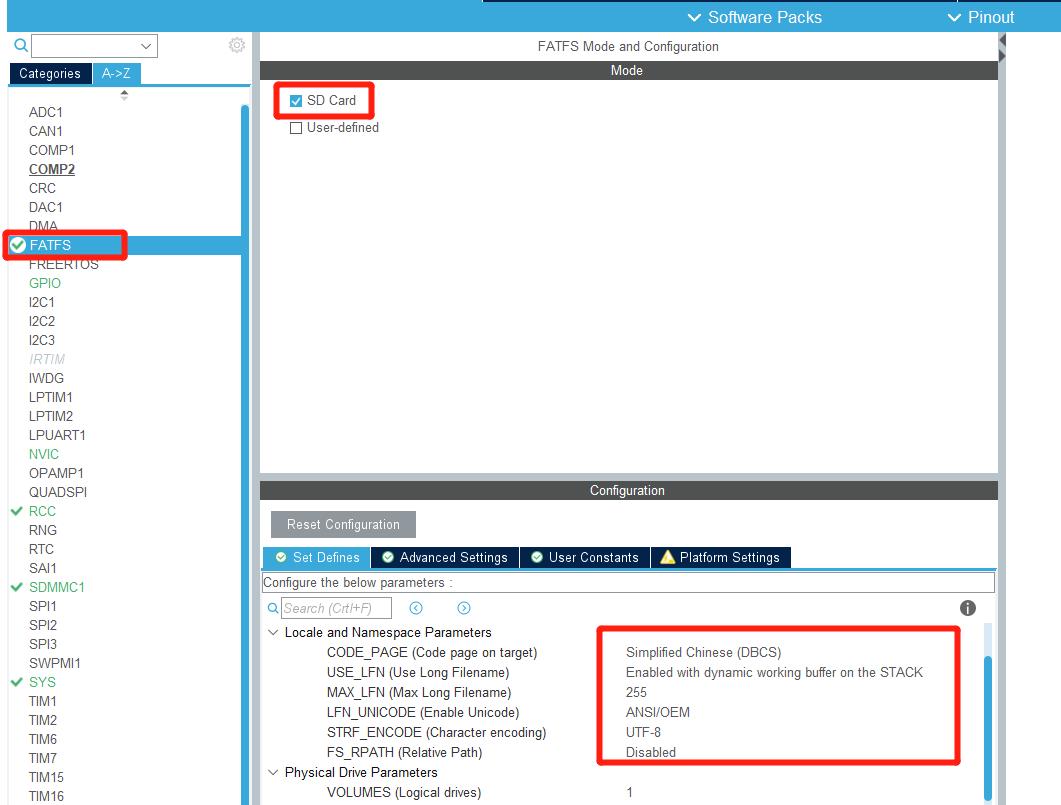 Software Packs
Pinout
FATFS Mode and Configuration
Categories
A->Z
Mode
SD Card
User-defined
ADC1
CAN1
COMP1
COMP2
CRC
DAC1
DMA
FATFS
FREERTOS
GPIO
I2C1
I2C2
I2C3
IRTIM
IWDG
LPTIM1
LPTIM2
LPUART1
NVIC
OPAMP1
QUADSPI
RCC
RNG
RTC
SAI1
SDMMC1
SPI1
SPI2
SPI3
SWPMI1
SYS
TIM1
TIM2
TIM6
TIM7
TIM15
TIM16
Configuration
Reset Configuration
Set Defines
Advanced Settings
User Constants
Platform Settings
Configure the below parameters :
Search (Crtl+F)
Locale and Namespace Parameters
CODE_PAGE (Code page on target) Simplified Chinese (DBCS)
USE_LFN (Use Long Filename) Enabled with dynamic working buffer on the STACK
MAX_LFN (Max Long Filename) 255
LFN_UNICODE (Enable Unicode) ANSI/OEM
STRF_ENCODE (Character encoding) UTF-8
FS_RPATH (Relative Path) Disabled
Physical Drive Parameters
VOLUMES (Logical drives) 1